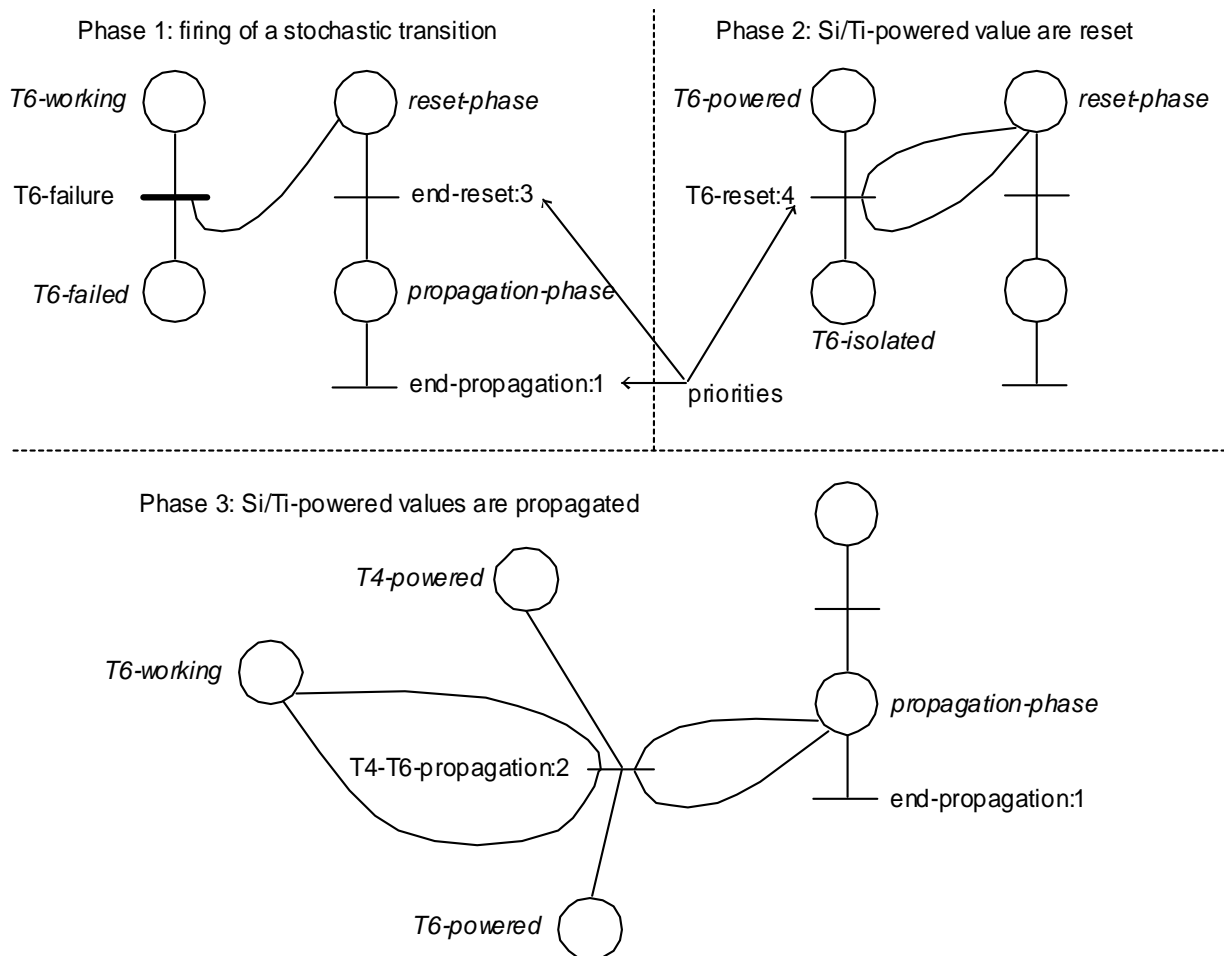 Phase 1: firing of a stochastic transition
T6-working
reset-phase
T6-failure
end-reset:3
T6-failed
propagation-phase
end-propagation:1
Phase 2: Si/Ti-powered value are reset
T6-powered
reset-phase
T6-reset:4
T6-isolated
priorities
Phase 3: Si/Ti-powered values are propagated
T4-powered
T6-working
propagation-phase
T4-T6-propagation:2
end-propagation:1
T6-powered